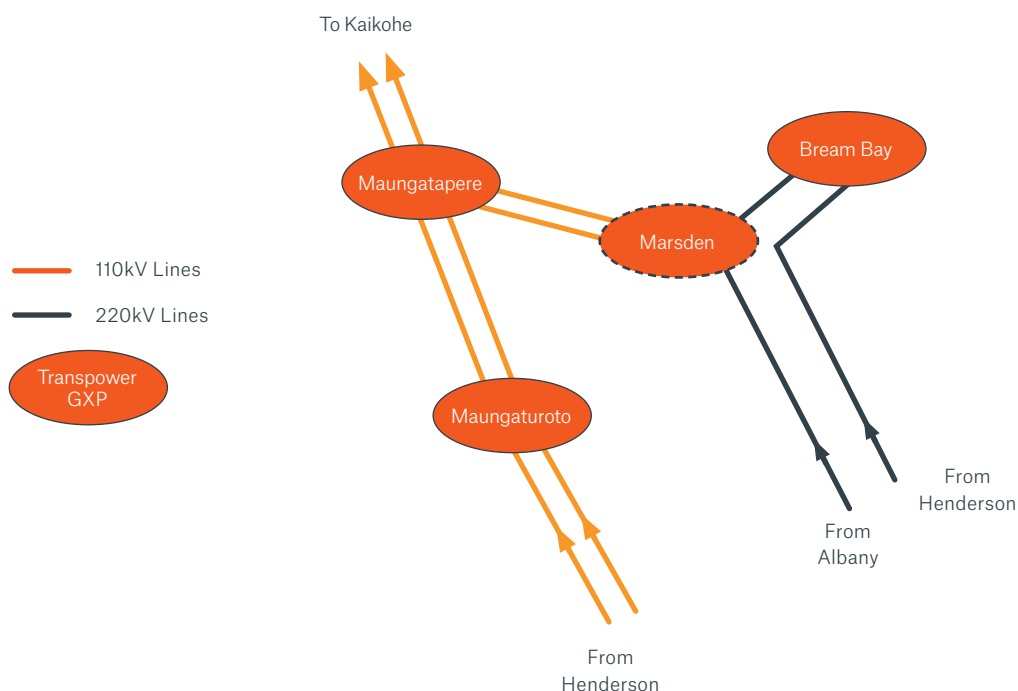 To Kaikohe
Bream Bay
Maungatapere
Marsden
110kV Lines
220kV Lines
Transpower
GXP
Maungaturoto
From
Henderson
From
Albany
From
Henderson